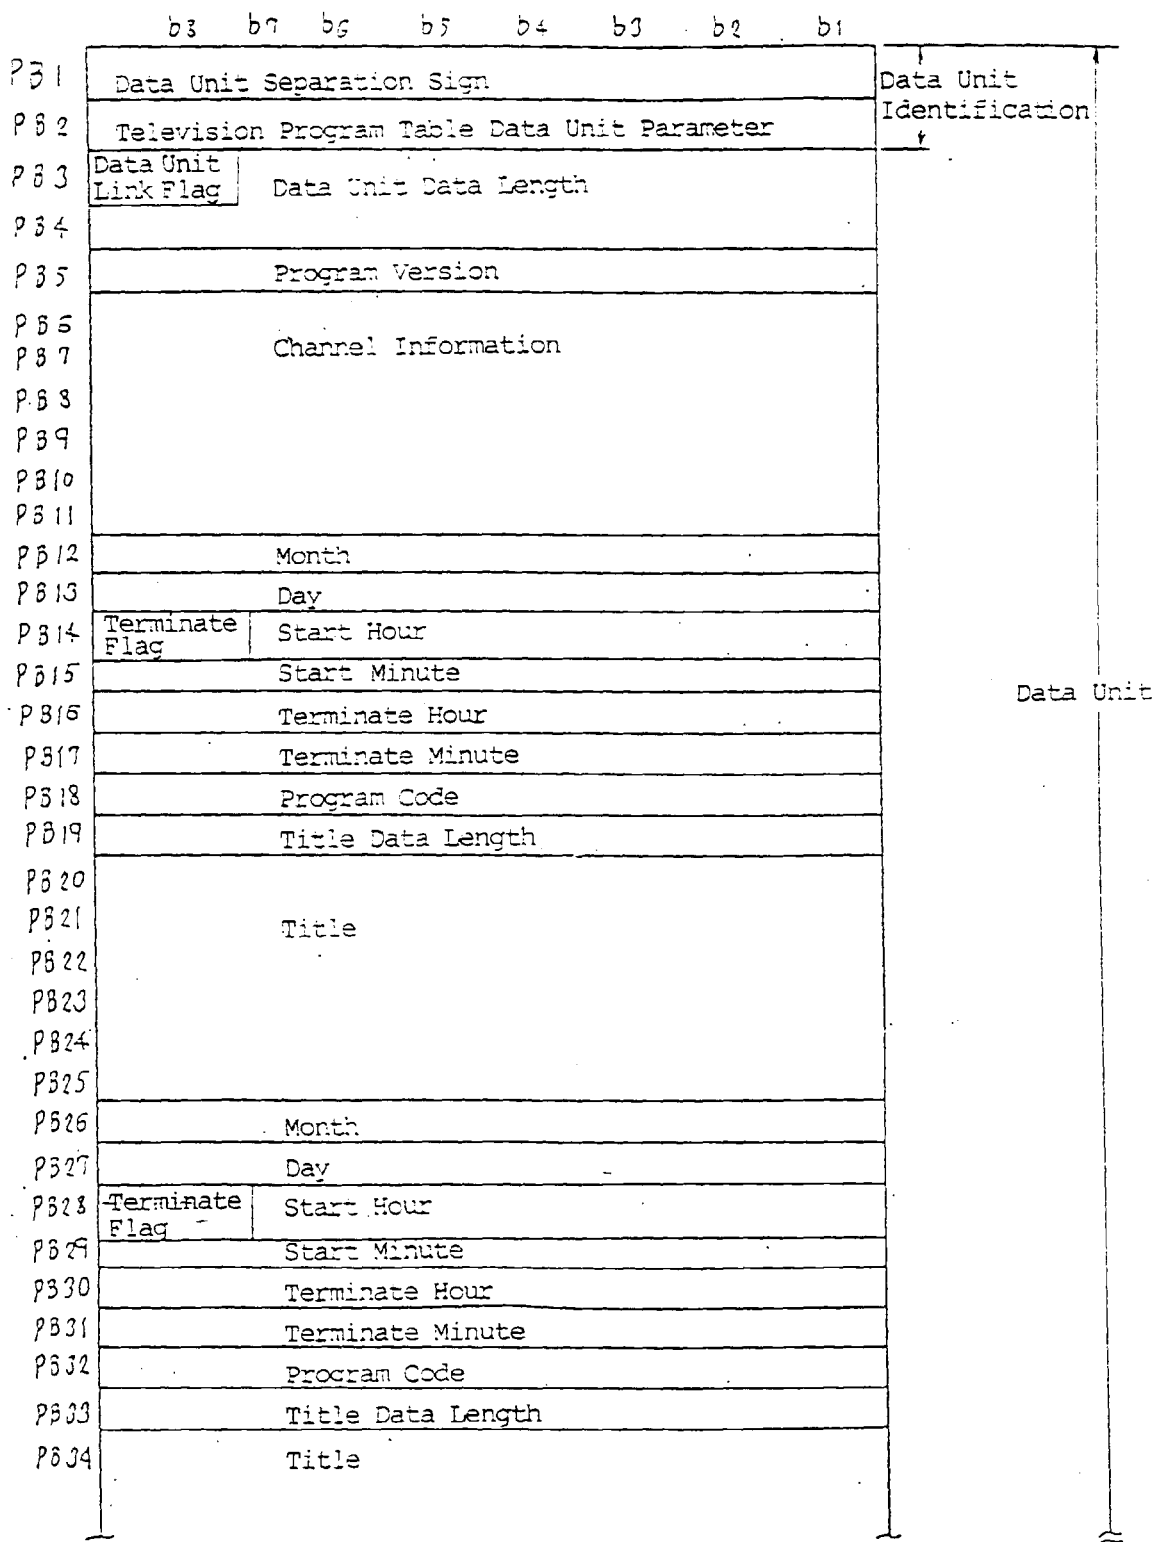 b8 b7 b6 b5 b4 b3 b2 b1
PB1 Data Unit Separation Sign
Data Unit
Identification
PB2 Television Program Table Data Unit Parameter
PB3 Data Unit
Link Flag
Data Unit Data Length
PB4
PB5 Program Version
PB6
PB7 Channel Information
PB8
PB9
PB10
PB11
PB12 Month
PB13 Day
PB14 Terminate
Flag
Start Hour
PB15 Start Minute
Data Unit
PB16 Terminate Hour
PB17 Terminate Minute
PB18 Program Code
PB19 Title Data Length
PB20
PB21 Title
PB22
PB23
PB24
PB25
PB26 Month
PB27 Day
PB28 Terminate
Flag
Start Hour
PB29 Start Minute
PB30 Terminate Hour
PB31 Terminate Minute
PB32 Program Code
PB33 Title Data Length
PB34 Title